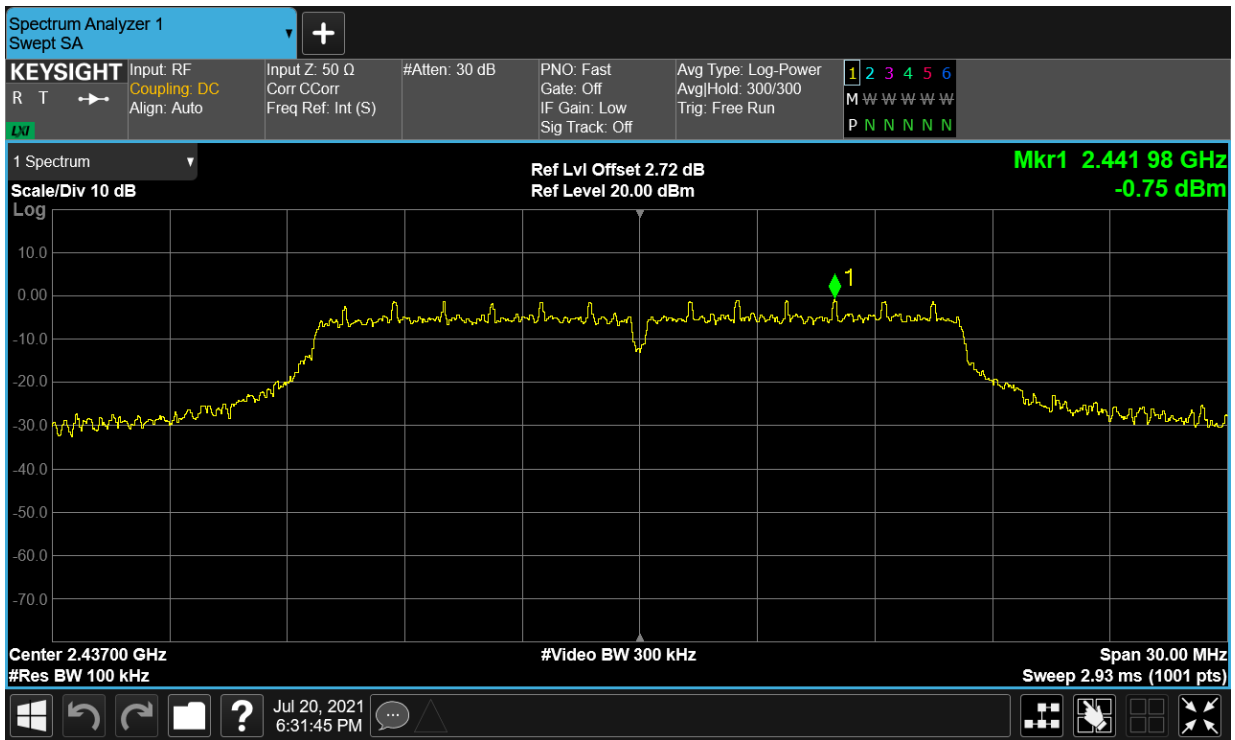 Spectrum Analyzer 1
Swept SA
KEYSIGHT
R T
LXI
Input: RF
Coupling: DC
Align: Auto
Input Z: 50 Ω
Corr CCorr
Freq Ref: Int (S)
#Atten: 30 dB
PNO: Fast
Gate: Off
IF Gain: Low
Sig Track: Off
Avg Type: Log-Power
Avg|Hold: 300/300
Trig: Free Run
1 2 3 4 5 6
M W W W W W
P N N N N N
1 Spectrum
Scale/Div 10 dB
Log
Ref Lvl Offset 2.72 dB
Ref Level 20.00 dBm
Mkr1 2.441 98 GHz
-0.75 dBm
10.0
0.00
-10.0
-20.0
-30.0
-40.0
-50.0
-60.0
-70.0
1
Center 2.43700 GHz
#Res BW 100 kHz
#Video BW 300 kHz
Span 30.00 MHz
Sweep 2.93 ms (1001 pts)
?
Jul 20, 2021
6:31:45 PM